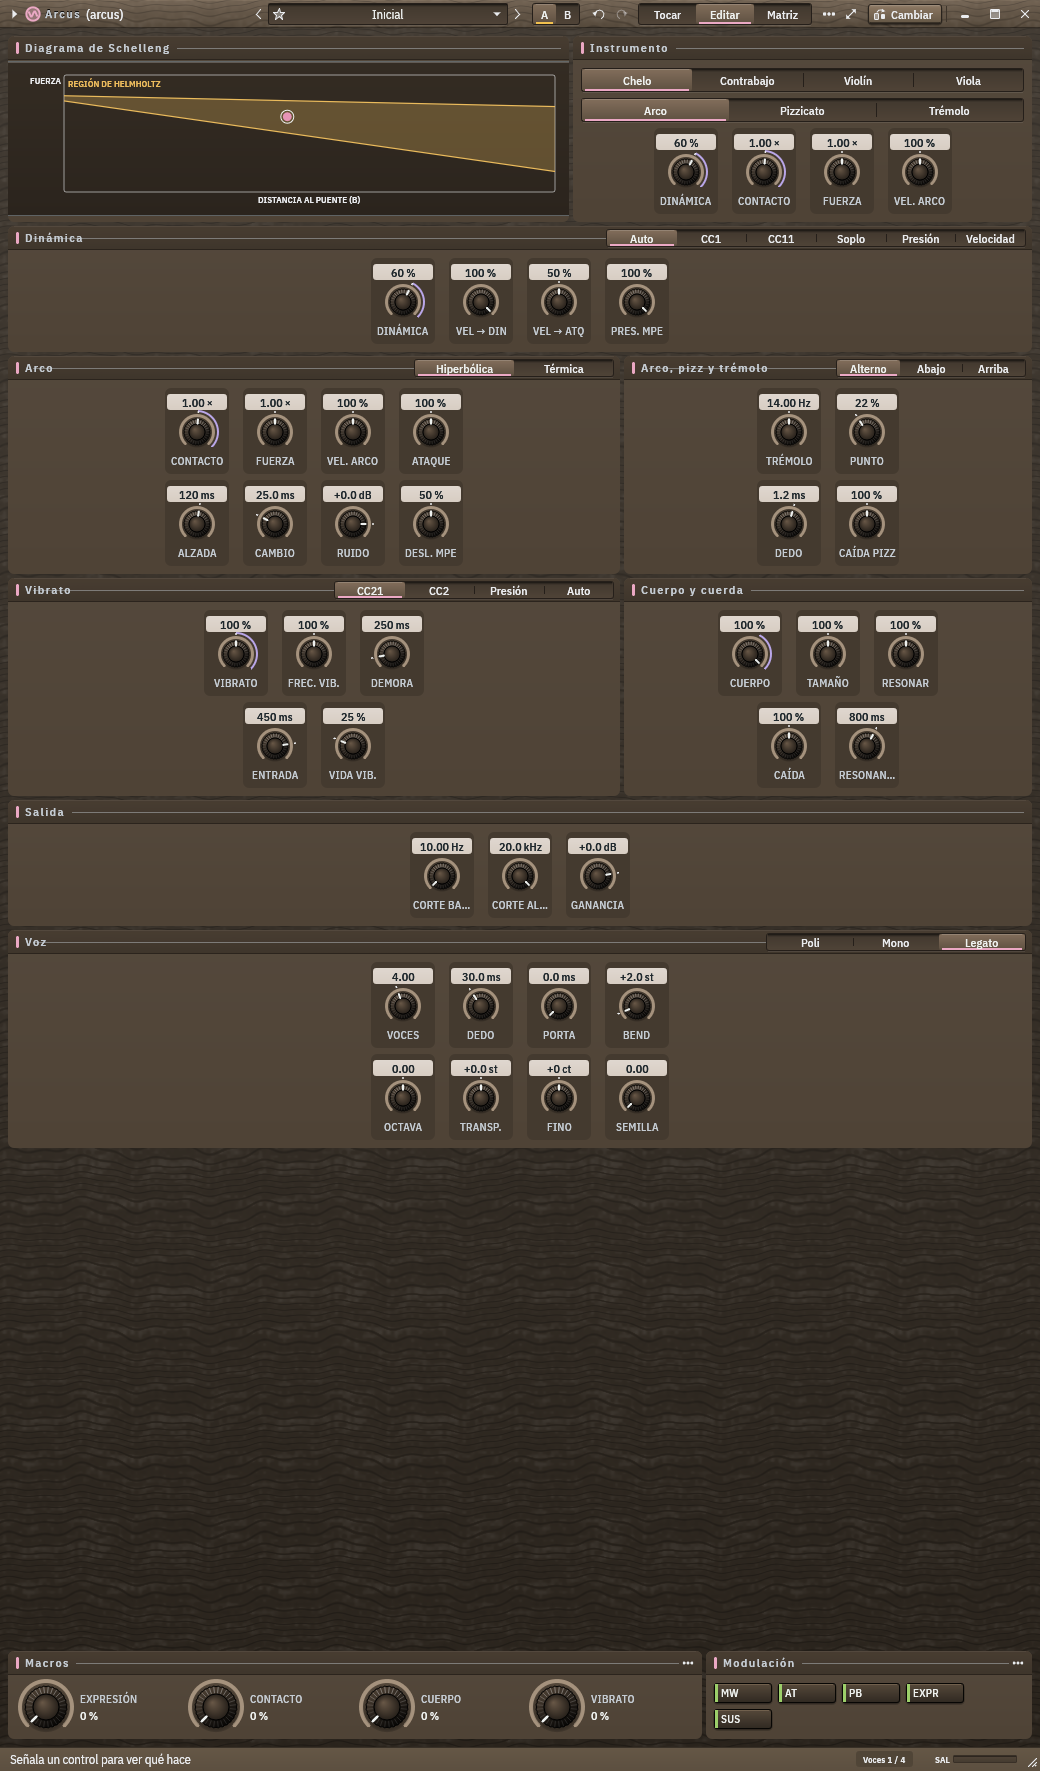 Arcus (arcus) Inicial A B Tocar Editar Matriz Cambiar
Diagrama de Schelleng
FUERZA
REGIÓN DE HELMHOLTZ
DISTANCIA AL PUENTE (B)
Instrumento
Chelo Contrabajo Violín Viola
Arco Pizzicato Trémolo
60 % 1.00 × 1.00 × 100 %
DINÁMICA CONTACTO FUERZA VEL. ARCO
Dinámica Auto CC1 CC11 Soplo Presión Velocidad
60 % 100 % 50 % 100 %
DINÁMICA VEL → DIN VEL → ATQ PRES. MPE
Arco Hiperbólica Térmica
1.00 × 1.00 × 100 % 100 %
CONTACTO FUERZA VEL. ARCO ATAQUE
120 ms 25.0 ms +0.0 dB 50 %
ALZADA CAMBIO RUIDO DESL. MPE
Arco, pizz y trémolo Alterno Abajo Arriba
14.00 Hz 22 %
TRÉMOLO PUNTO
1.2 ms 100 %
DEDO CAÍDA PIZZ
Vibrato CC21 CC2 Presión Auto
100 % 100 % 250 ms
VIBRATO FREC. VIB. DEMORA
450 ms 25 %
ENTRADA VIDA VIB.
Cuerpo y cuerda
100 % 100 % 100 %
CUERPO TAMAÑO RESONAR
100 % 800 ms
CAÍDA RESONAN...
Salida
10.00 Hz 20.0 kHz +0.0 dB
CORTE BA... CORTE AL... GANANCIA
Voz Poli Mono Legato
4.00 30.0 ms 0.0 ms +2.0 st
VOCES DEDO PORTA BEND
0.00 +0.0 st +0 ct 0.00
OCTAVA TRANSP. FINO SEMILLA
Macros
EXPRESIÓN CONTACTO CUERPO VIBRATO
0 % 0 % 0 % 0 %
Modulación
MW AT PB EXPR
SUS
Señala un control para ver qué hace Voces 1 / 4 SAL